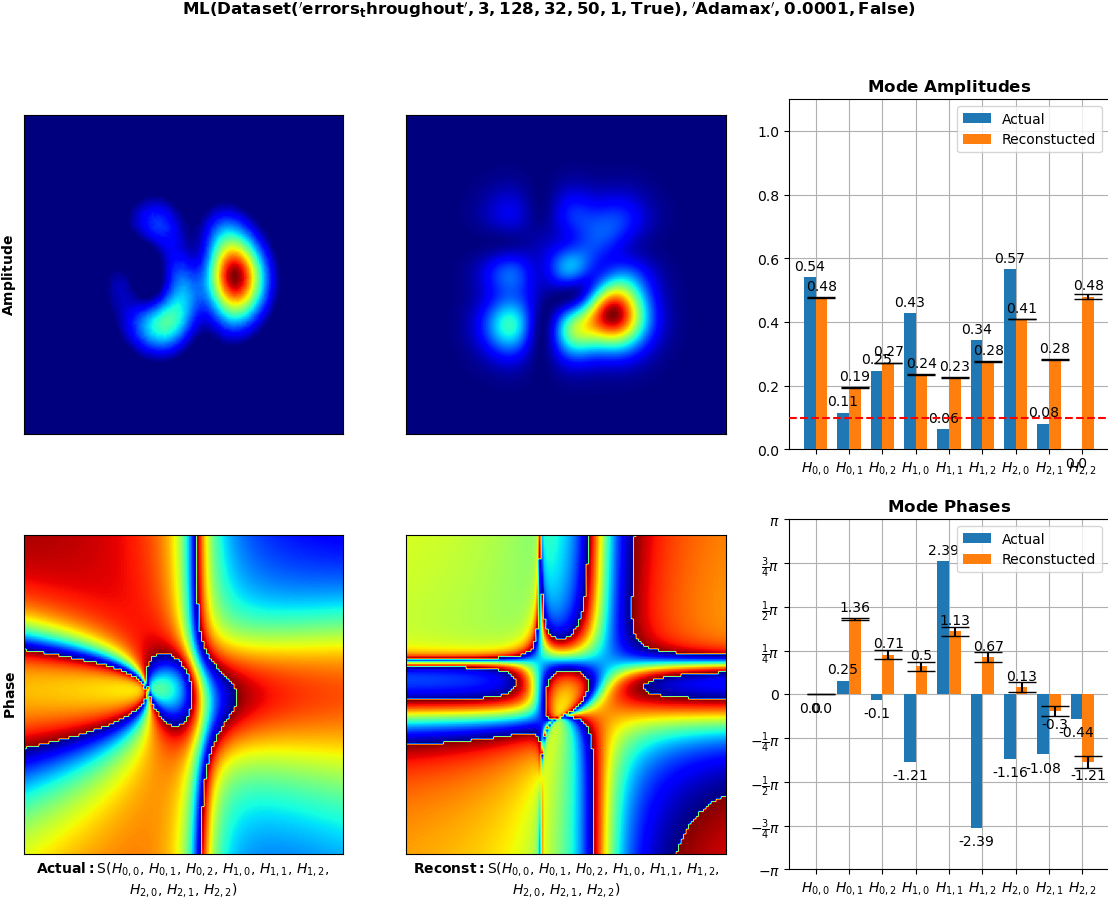 ML(Dataset('errors_throughout', 3, 128, 32, 50, 1, True), 'Adamax', 0.0001, False)
Amplitude
Mode Amplitudes
Actual
Reconstucted
1.0
0.8
0.6
0.4
0.2
0.0
0.54 0.48
0.11 0.19
0.25 0.27
0.43 0.24
0.06 0.23
0.34 0.28
0.57 0.41
0.08 0.28
0.0 0.48
H0,0 H0,1 H0,2 H1,0 H1,1 H1,2 H2,0 H2,1 H2,2
Phase
Mode Phases
Actual
Reconstucted
π
3/4π
1/2π
1/4π
0
−1/4π
−1/2π
−3/4π
−π
0.0 0.0
0.25 1.36
-0.1 0.71
-1.21 0.5
2.39 1.13
-2.39 0.67
-1.16 0.13
-1.08 -0.3
-0.44 -1.21
H0,0 H0,1 H0,2 H1,0 H1,1 H1,2 H2,0 H2,1 H2,2
Actual: S(H0,0, H0,1, H0,2, H1,0, H1,1, H1,2,
H2,0, H2,1, H2,2)
Reconst: S(H0,0, H0,1, H0,2, H1,0, H1,1, H1,2,
H2,0, H2,1, H2,2)